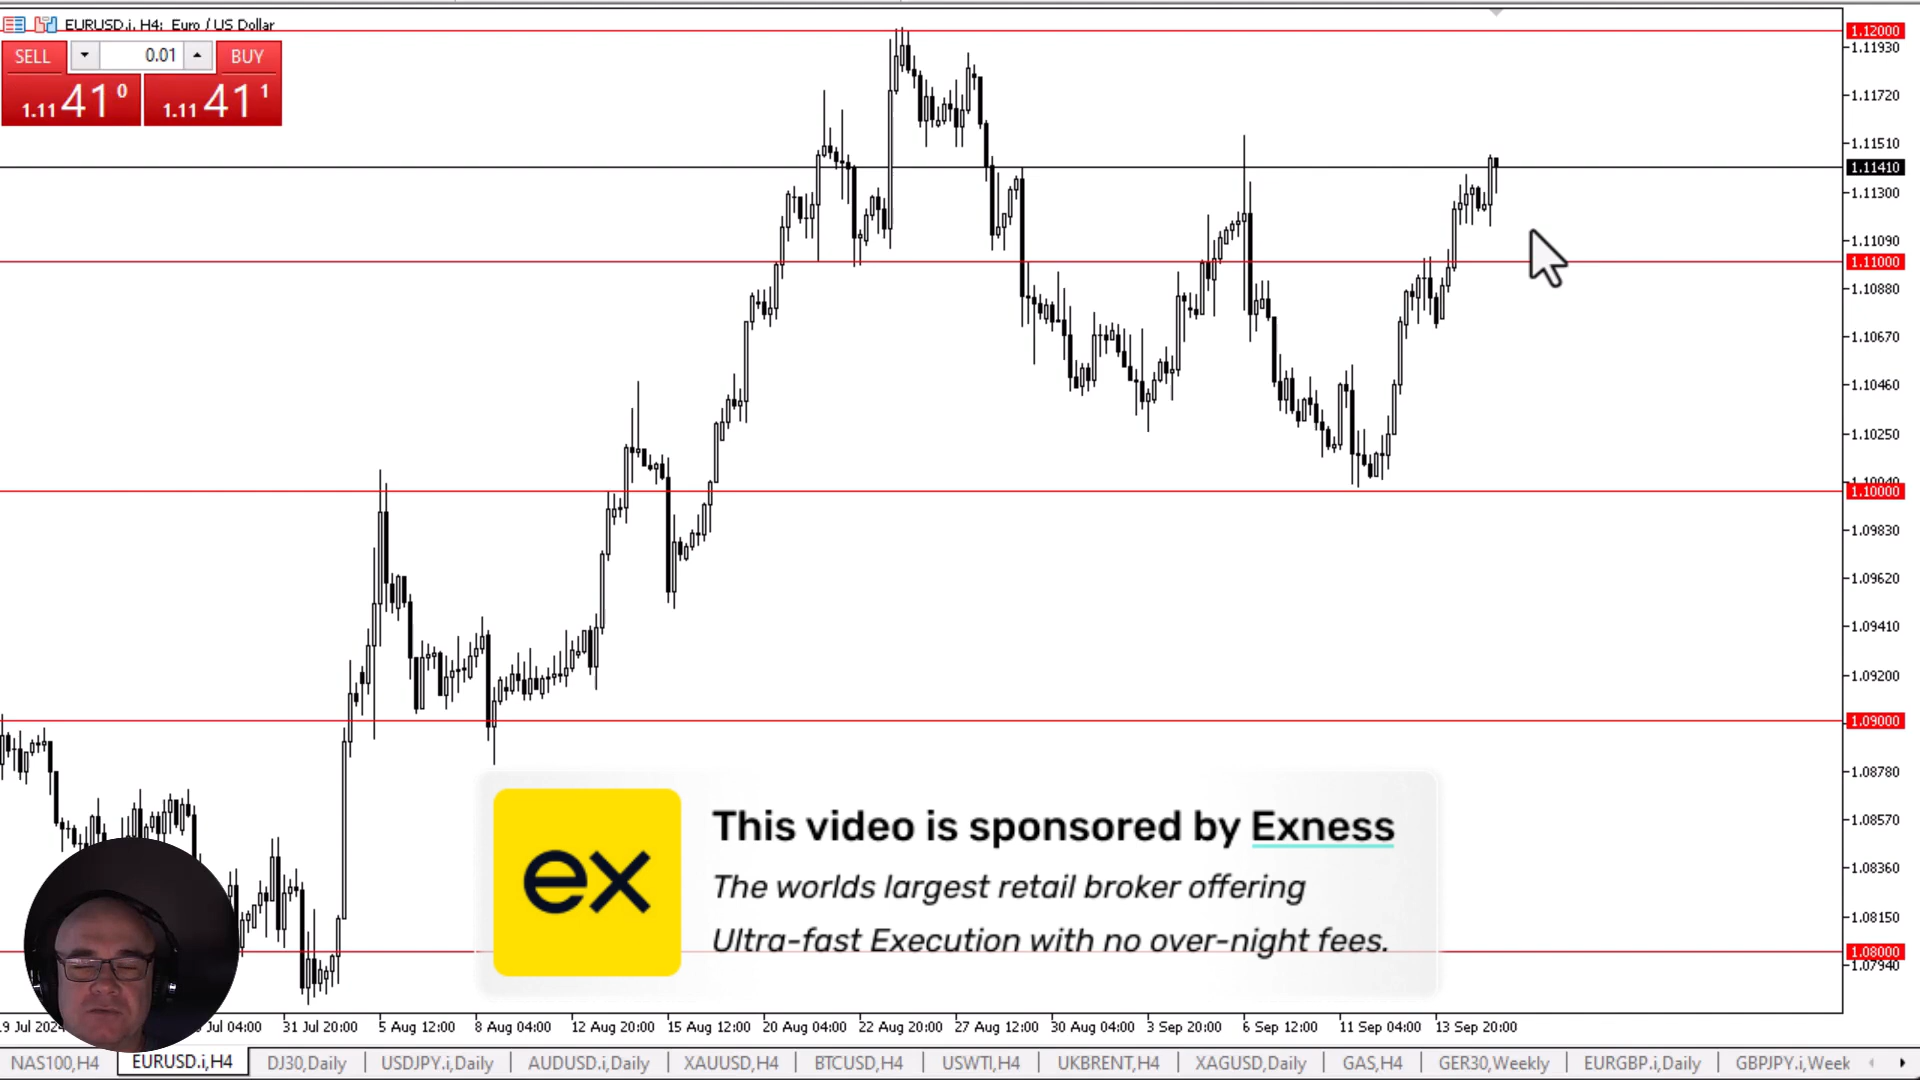 EURUSD.i, H4: Euro / US Dollar
SELL 0.01 BUY
1.11 41 0 1.11 41 1
1.12000
1.11930
1.11720
1.11510
1.11410
1.11300
1.11090
1.11000
1.10880
1.10670
1.10460
1.10250
1.10040
1.10000
1.09830
1.09620
1.09410
1.09200
1.09000
1.08780
1.08570
1.08360
1.08150
1.08000
1.07940
ex
This video is sponsored by Exness
The worlds largest retail broker offering
Ultra-fast Execution with no over-night fees.
19 Jul 2024 Jul 04:00 31 Jul 20:00 5 Aug 12:00 8 Aug 04:00 12 Aug 20:00 15 Aug 12:00 20 Aug 04:00 22 Aug 20:00 27 Aug 12:00 30 Aug 04:00 3 Sep 20:00 6 Sep 12:00 11 Sep 04:00 13 Sep 20:00
NAS100,H4 EURUSD.i,H4 DJ30,Daily USDJPY.i,Daily AUDUSD.i,Daily XAUUSD,H4 BTCUSD,H4 USWTI,H4 UKBRENT,H4 XAGUSD,Daily GAS,H4 GER30,Weekly EURGBP.i,Daily GBPJPY.i,Week